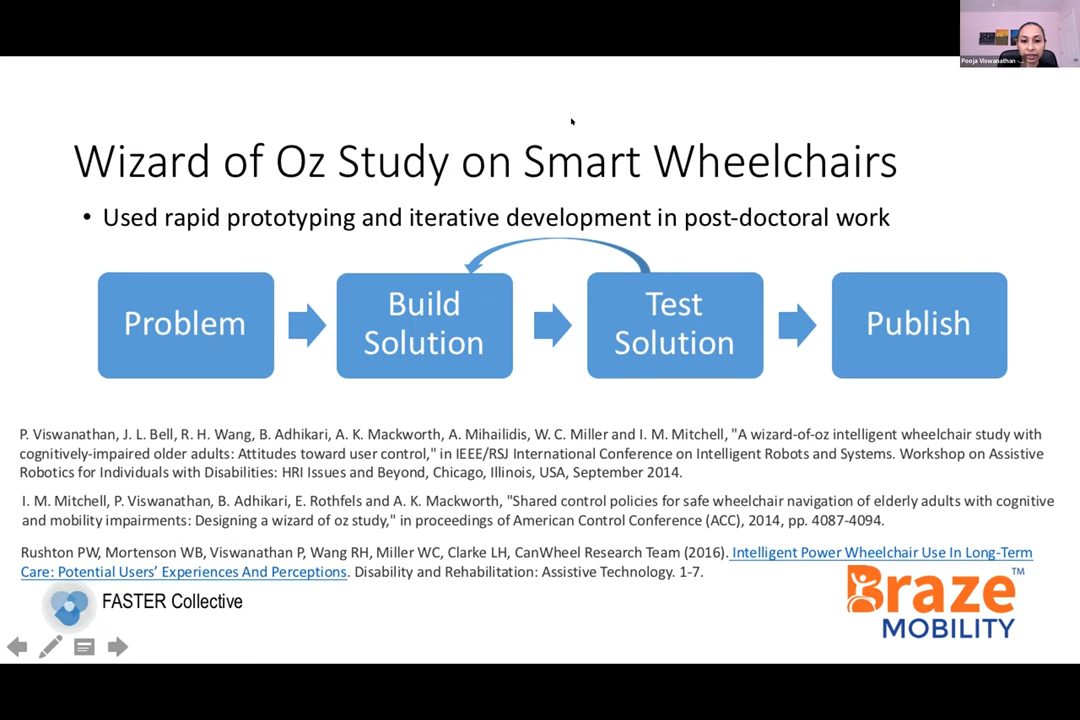 Pooja Viswanathan -...
Wizard of Oz Study on Smart Wheelchairs
• Used rapid prototyping and iterative development in post-doctoral work
Problem
Build
Solution
Test
Solution
Publish
P. Viswanathan, J. L. Bell, R. H. Wang, B. Adhikari, A. K. Mackworth, A. Mihailidis, W. C. Miller and I. M. Mitchell, "A wizard-of-oz intelligent wheelchair study with
cognitively-impaired older adults: Attitudes toward user control," in IEEE/RSJ International Conference on Intelligent Robots and Systems. Workshop on Assistive
Robotics for Individuals with Disabilities: HRI Issues and Beyond, Chicago, Illinois, USA, September 2014.
I. M. Mitchell, P. Viswanathan, B. Adhikari, E. Rothfels and A. K. Mackworth, "Shared control policies for safe wheelchair navigation of elderly adults with cognitive
and mobility impairments: Designing a wizard of oz study," in proceedings of American Control Conference (ACC), 2014, pp. 4087-4094.
Rushton PW, Mortenson WB, Viswanathan P, Wang RH, Miller WC, Clarke LH, CanWheel Research Team (2016). Intelligent Power Wheelchair Use In Long-Term
Care: Potential Users' Experiences And Perceptions. Disability and Rehabilitation: Assistive Technology. 1-7.
FASTER Collective
Braze™
MOBILITY